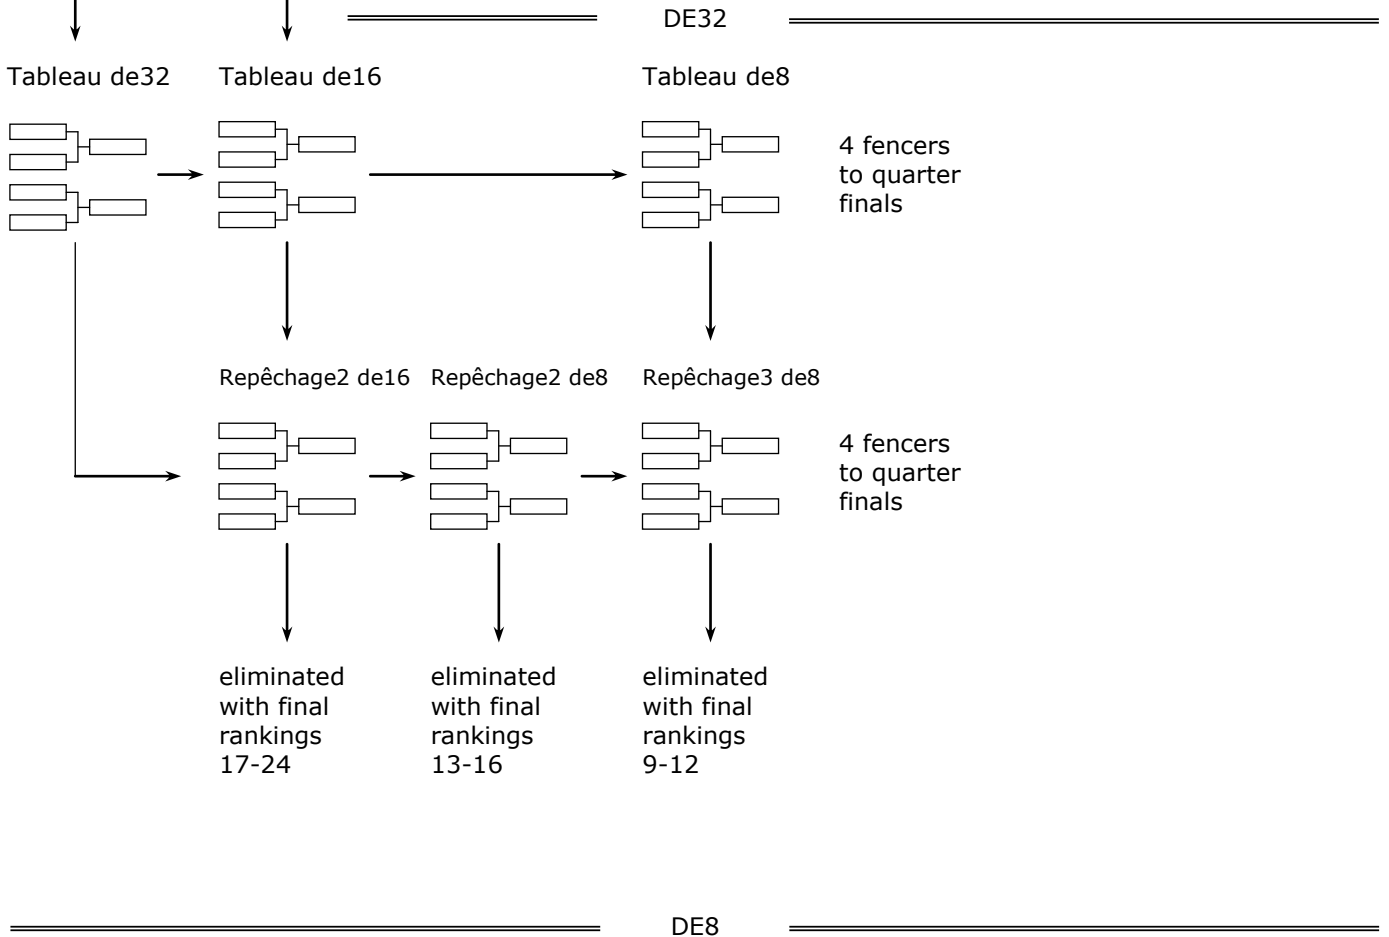 DE32
Tableau de32
Tableau de16
Tableau de8
4 fencers
to quarter
finals
Repêchage2 de16
Repêchage2 de8
Repêchage3 de8
4 fencers
to quarter
finals
eliminated
with final
rankings
17-24
eliminated
with final
rankings
13-16
eliminated
with final
rankings
9-12
DE8